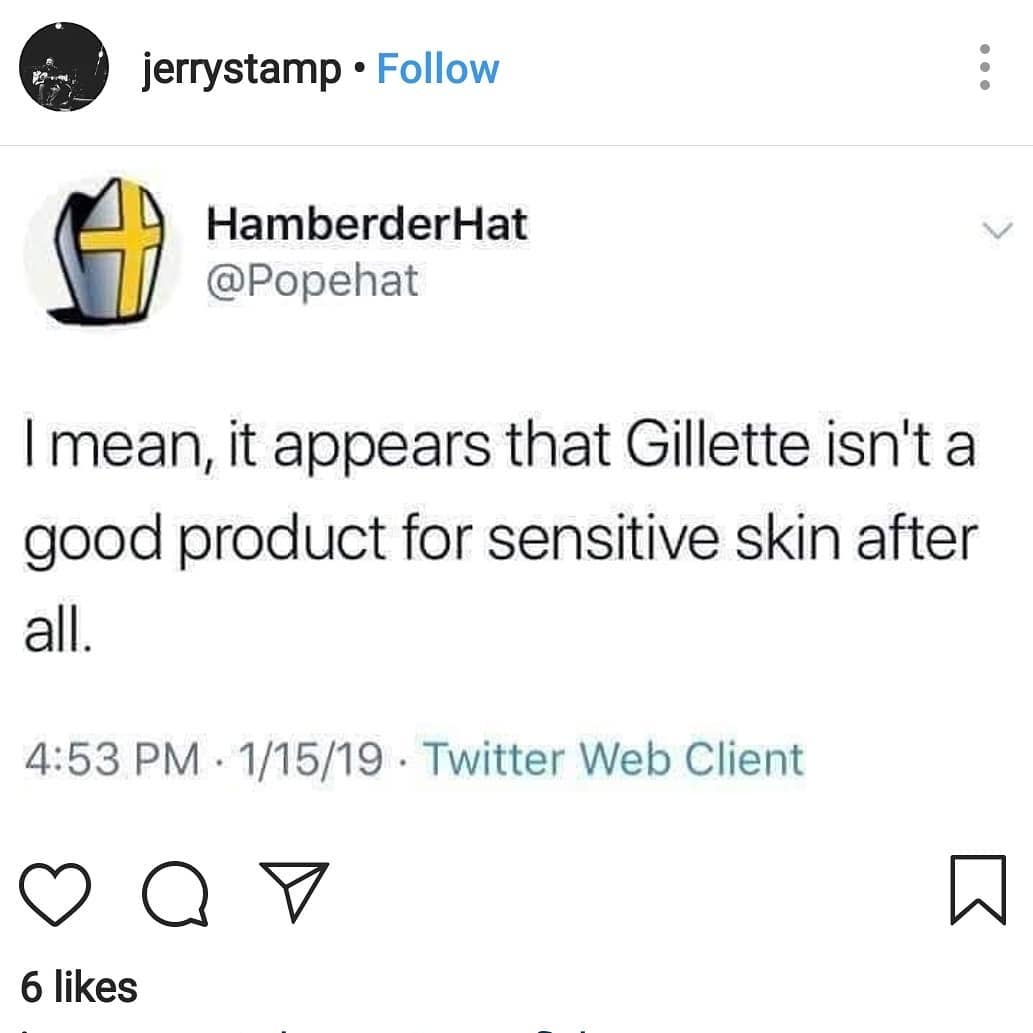 jerrystamp • Follow
HamberderHat
@Popehat
I mean, it appears that Gillette isn't a
good product for sensitive skin after
all.
4:53 PM · 1/15/19 · Twitter Web Client
6 likes